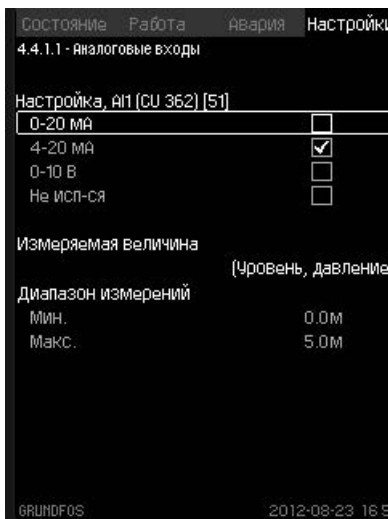 Состояние Работа Авария Настройки
4.4.1.1 - Аналоговые входы
Настройка, AI1 (CU 362) [51]
0-20 мА
4-20 мА
0-10 В
Не исп-ся
Измеряемая величина
(Уровень, давление
Диапазон измерений
Мин. 0.0м
Макс. 5.0м
GRUNDFOS 2012-08-23 16:5